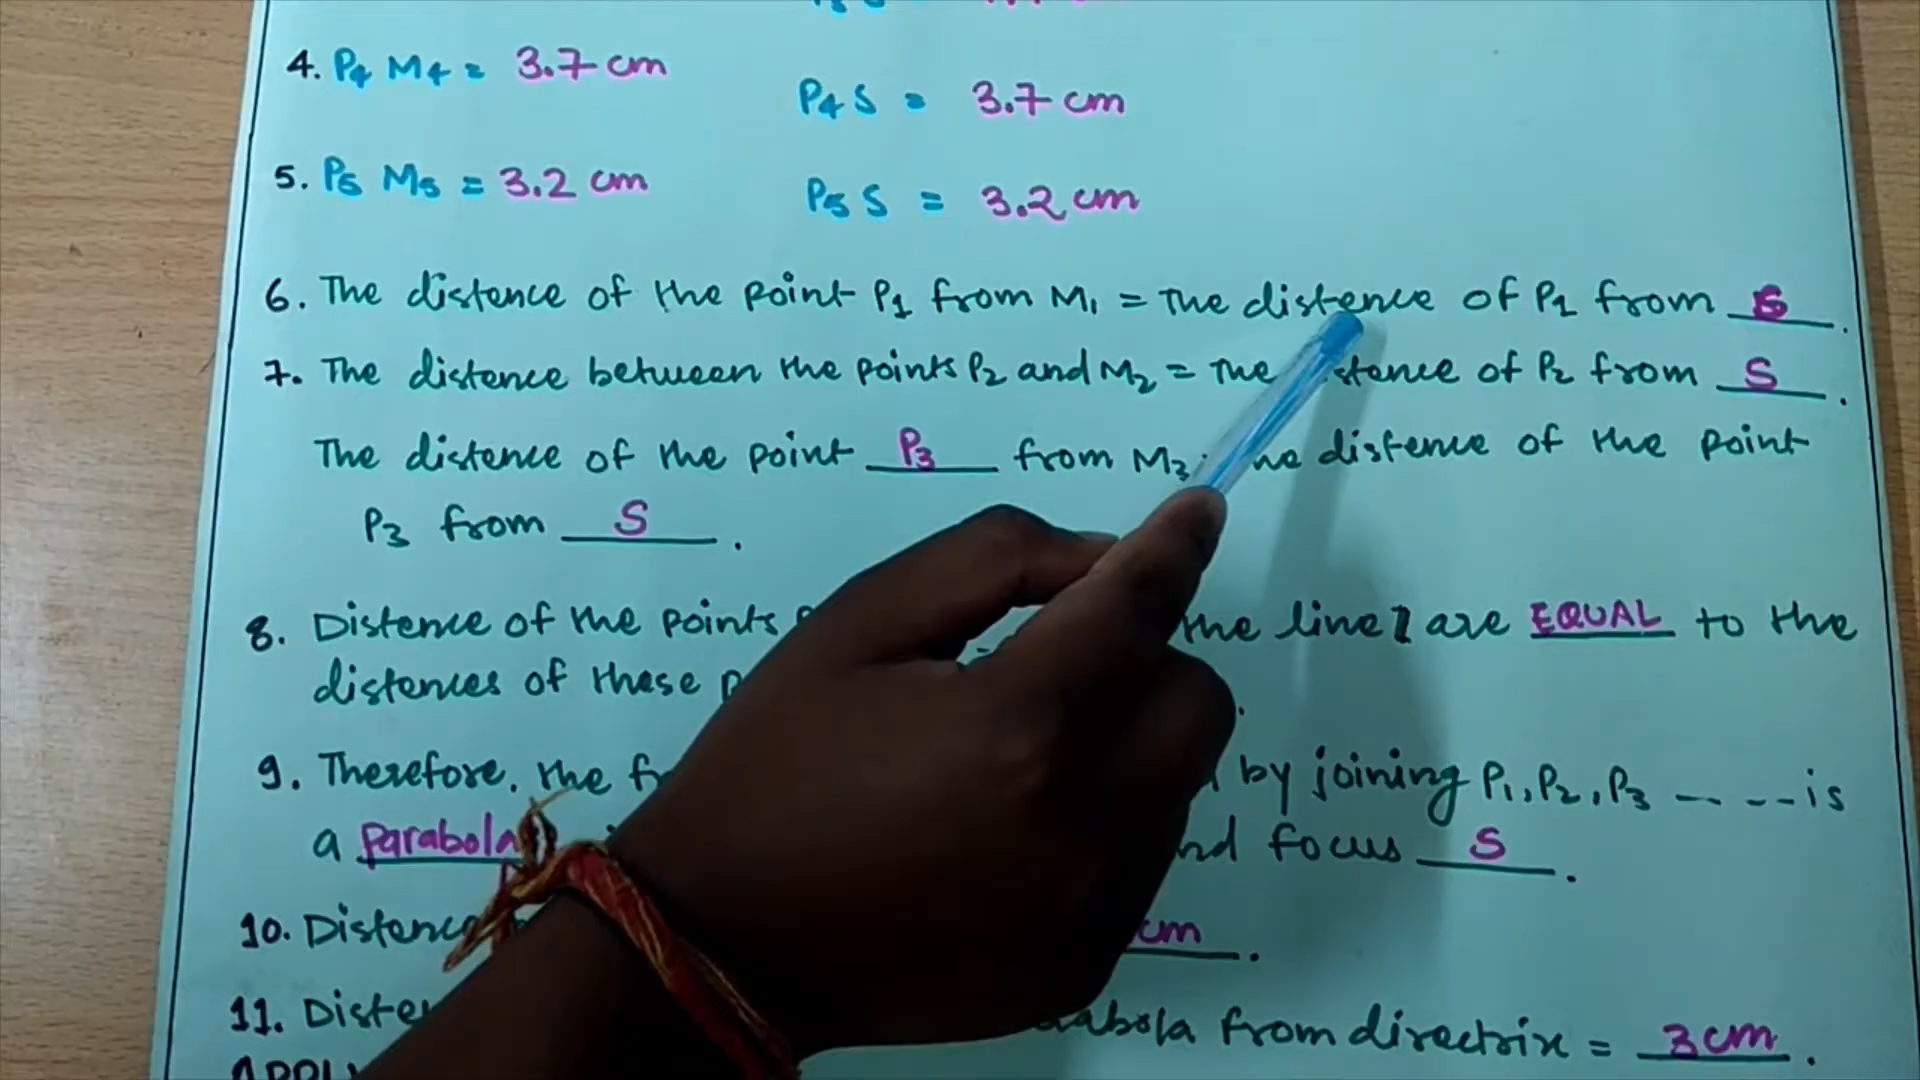 4. P4 M4 = 3.7 cm
P4 S = 3.7 cm
5. P5 M5 = 3.2 cm
P5 S = 3.2 cm
6. The distence of the point P1 from M1 = The distence of P1 from S.
7. The distence between the points P2 and M2 = The stence of P2 from S.
The distence of the point P3 from M3 distence of the point
P3 from S.
8. Distence of the points the line l are EQUAL to the
distences of these
9. Therefore, the by joining P1, P2, P3 - - - is
a Parabola focus S.
10. Distenc cm.
11. Diste abola from directrix = 3cm.